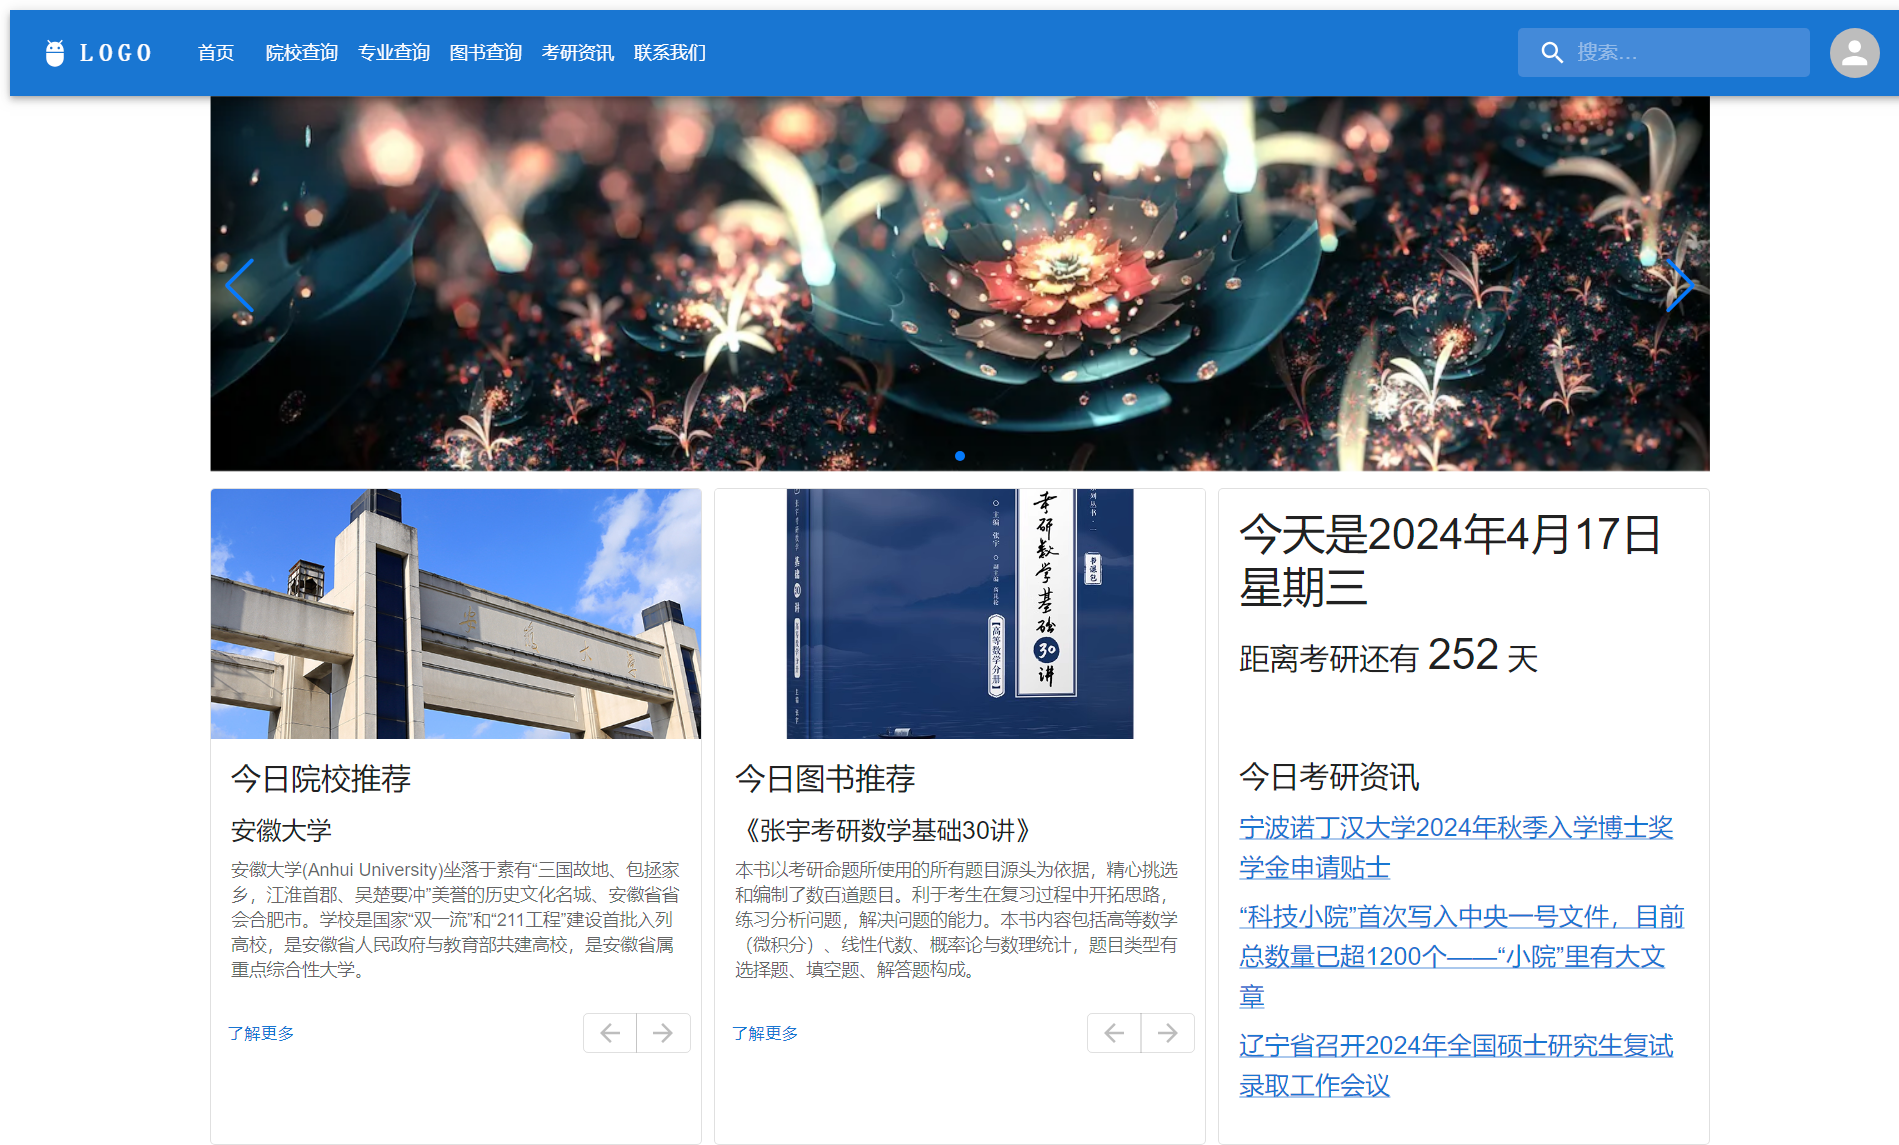 LOGO
首页
院校查询
专业查询
图书查询
考研资讯
联系我们
搜索...
安徽大学
考研数学基础30讲
【高等数学分册】
书课包
主编 张宇
今日院校推荐
安徽大学
安徽大学(Anhui University)坐落于素有“三国故地、包拯家
乡，江淮首郡、吴楚要冲”美誉的历史文化名城、安徽省省
会合肥市。学校是国家“双一流”和“211工程”建设首批入列
高校，是安徽省人民政府与教育部共建高校，是安徽省属
重点综合性大学。
了解更多
今日图书推荐
《张宇考研数学基础30讲》
本书以考研命题所使用的所有题目源头为依据，精心挑选
和编制了数百道题目。利于考生在复习过程中开拓思路，
练习分析问题，解决问题的能力。本书内容包括高等数学
（微积分）、线性代数、概率论与数理统计，题目类型有
选择题、填空题、解答题构成。
了解更多
今天是2024年4月17日
星期三
距离考研还有 252 天
今日考研资讯
宁波诺丁汉大学2024年秋季入学博士奖
学金申请贴士
“科技小院”首次写入中央一号文件，目前
总数量已超1200个——“小院”里有大文
章
辽宁省召开2024年全国硕士研究生复试
录取工作会议